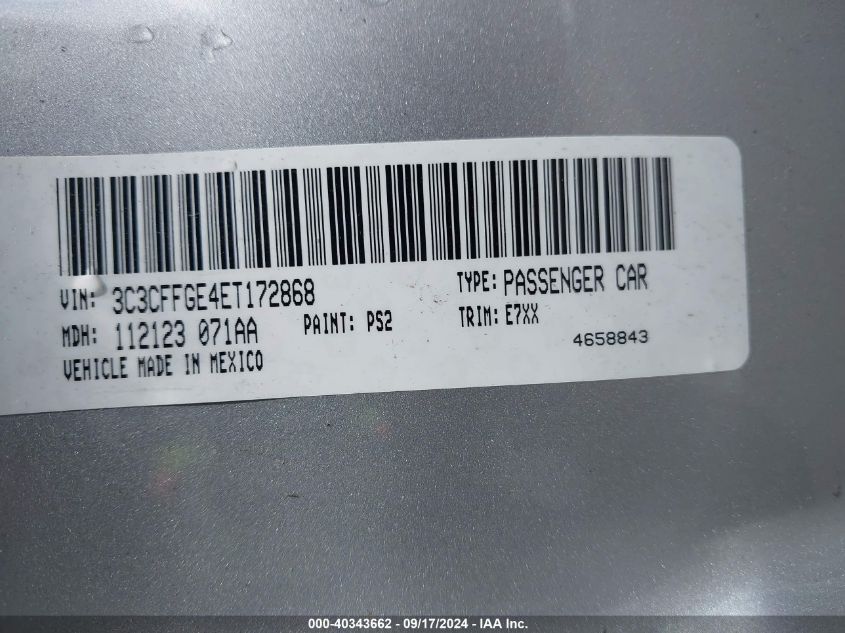 VIN: 3C3CFFGE4ET172868 TYPE: PASSENGER CAR
MDH: 112123 071AA PAINT: PS2 TRIM: E7XX
VEHICLE MADE IN MEXICO 4658843
000-40343662 - 09/17/2024 - IAA Inc.